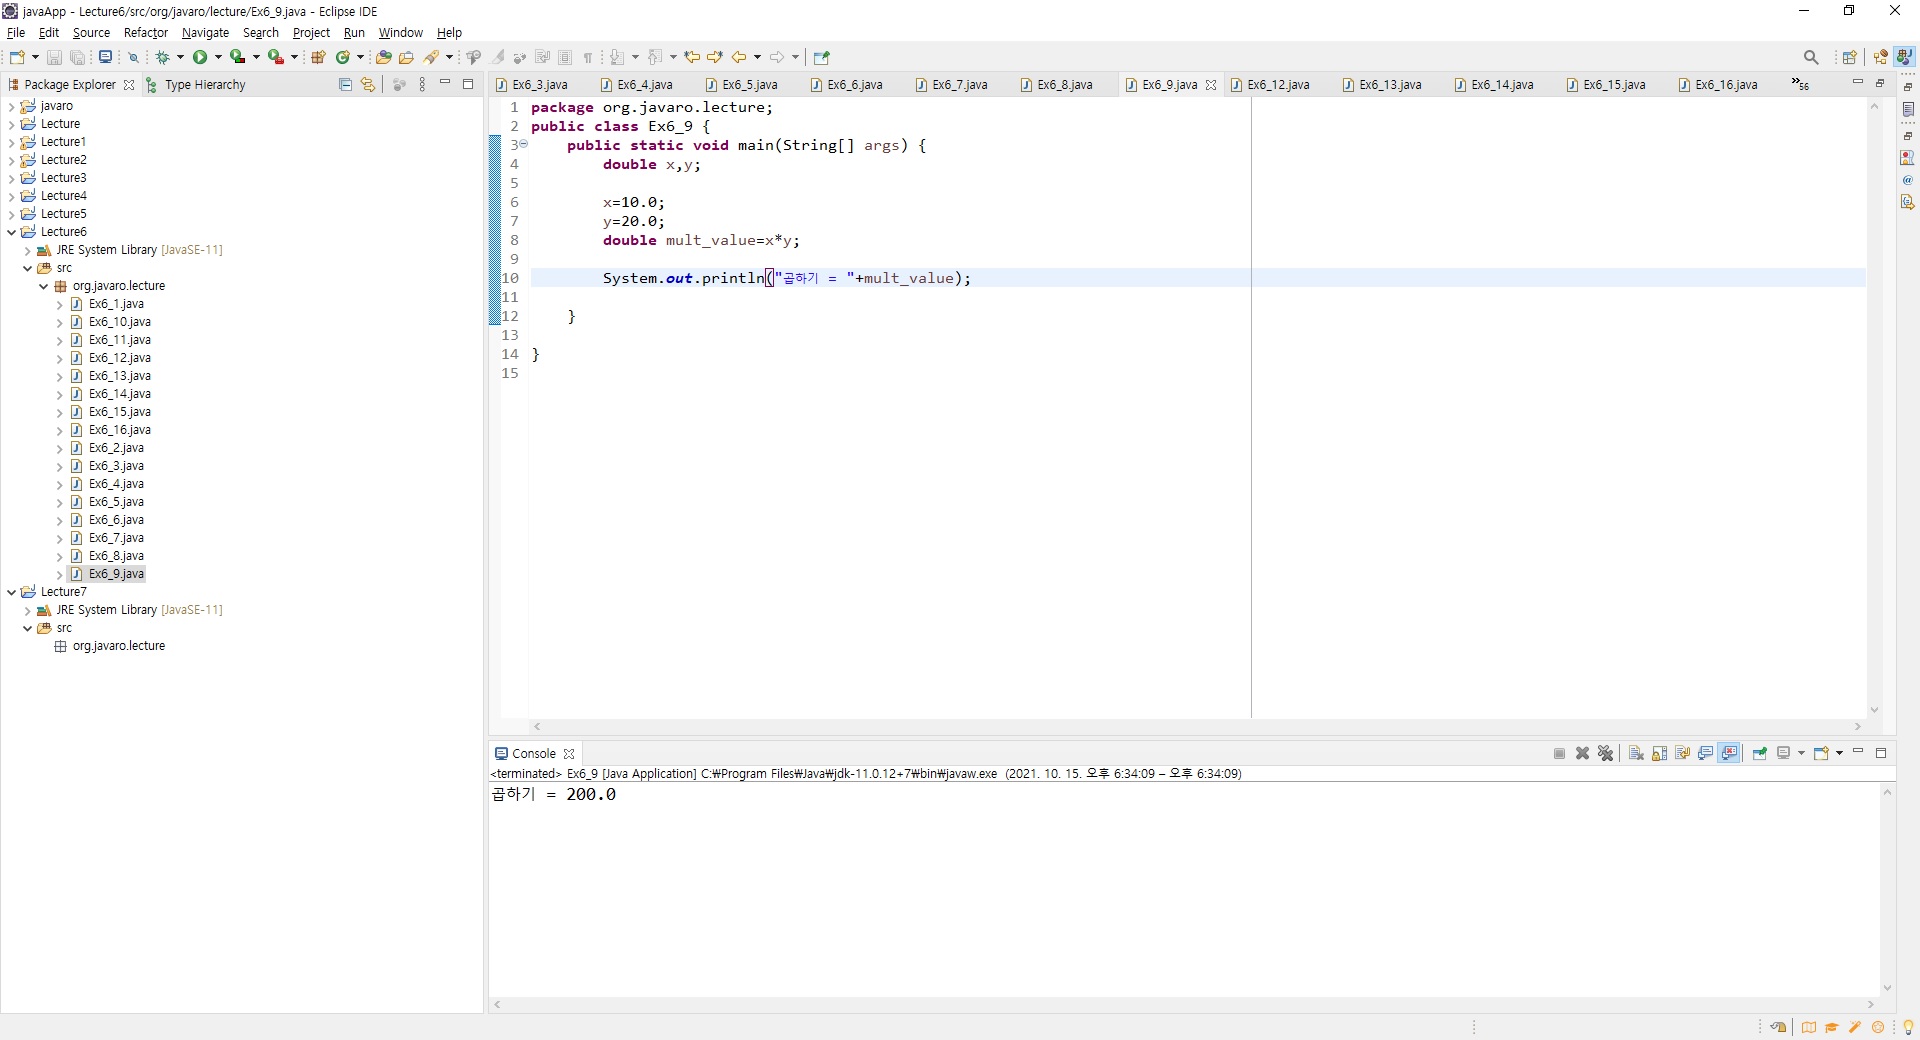 javaApp - Lecture6/src/org/javaro/lecture/Ex6_9.java - Eclipse IDE
File Edit Source Refactor Navigate Search Project Run Window Help
Package Explorer Type Hierarchy
javaro
Lecture
Lecture1
Lecture2
Lecture3
Lecture4
Lecture5
Lecture6
JRE System Library [JavaSE-11]
src
org.javaro.lecture
Ex6_1.java
Ex6_10.java
Ex6_11.java
Ex6_12.java
Ex6_13.java
Ex6_14.java
Ex6_15.java
Ex6_16.java
Ex6_2.java
Ex6_3.java
Ex6_4.java
Ex6_5.java
Ex6_6.java
Ex6_7.java
Ex6_8.java
Ex6_9.java
Lecture7
JRE System Library [JavaSE-11]
src
org.javaro.lecture
Ex6_3.java Ex6_4.java Ex6_5.java Ex6_6.java Ex6_7.java Ex6_8.java Ex6_9.java Ex6_12.java Ex6_13.java Ex6_14.java Ex6_15.java Ex6_16.java »56
1 package org.javaro.lecture;
2 public class Ex6_9 {
3 public static void main(String[] args) {
4 double x,y;
5
6 x=10.0;
7 y=20.0;
8 double mult_value=x*y;
9
10 System.out.println("곱하기 = "+mult_value);
11
12 }
13
14 }
15
Console
<terminated> Ex6_9 [Java Application] C:₩Program Files₩Java₩jdk-11.0.12+7₩bin₩javaw.exe (2021. 10. 15. 오후 6:34:09 – 오후 6:34:09)
곱하기 = 200.0